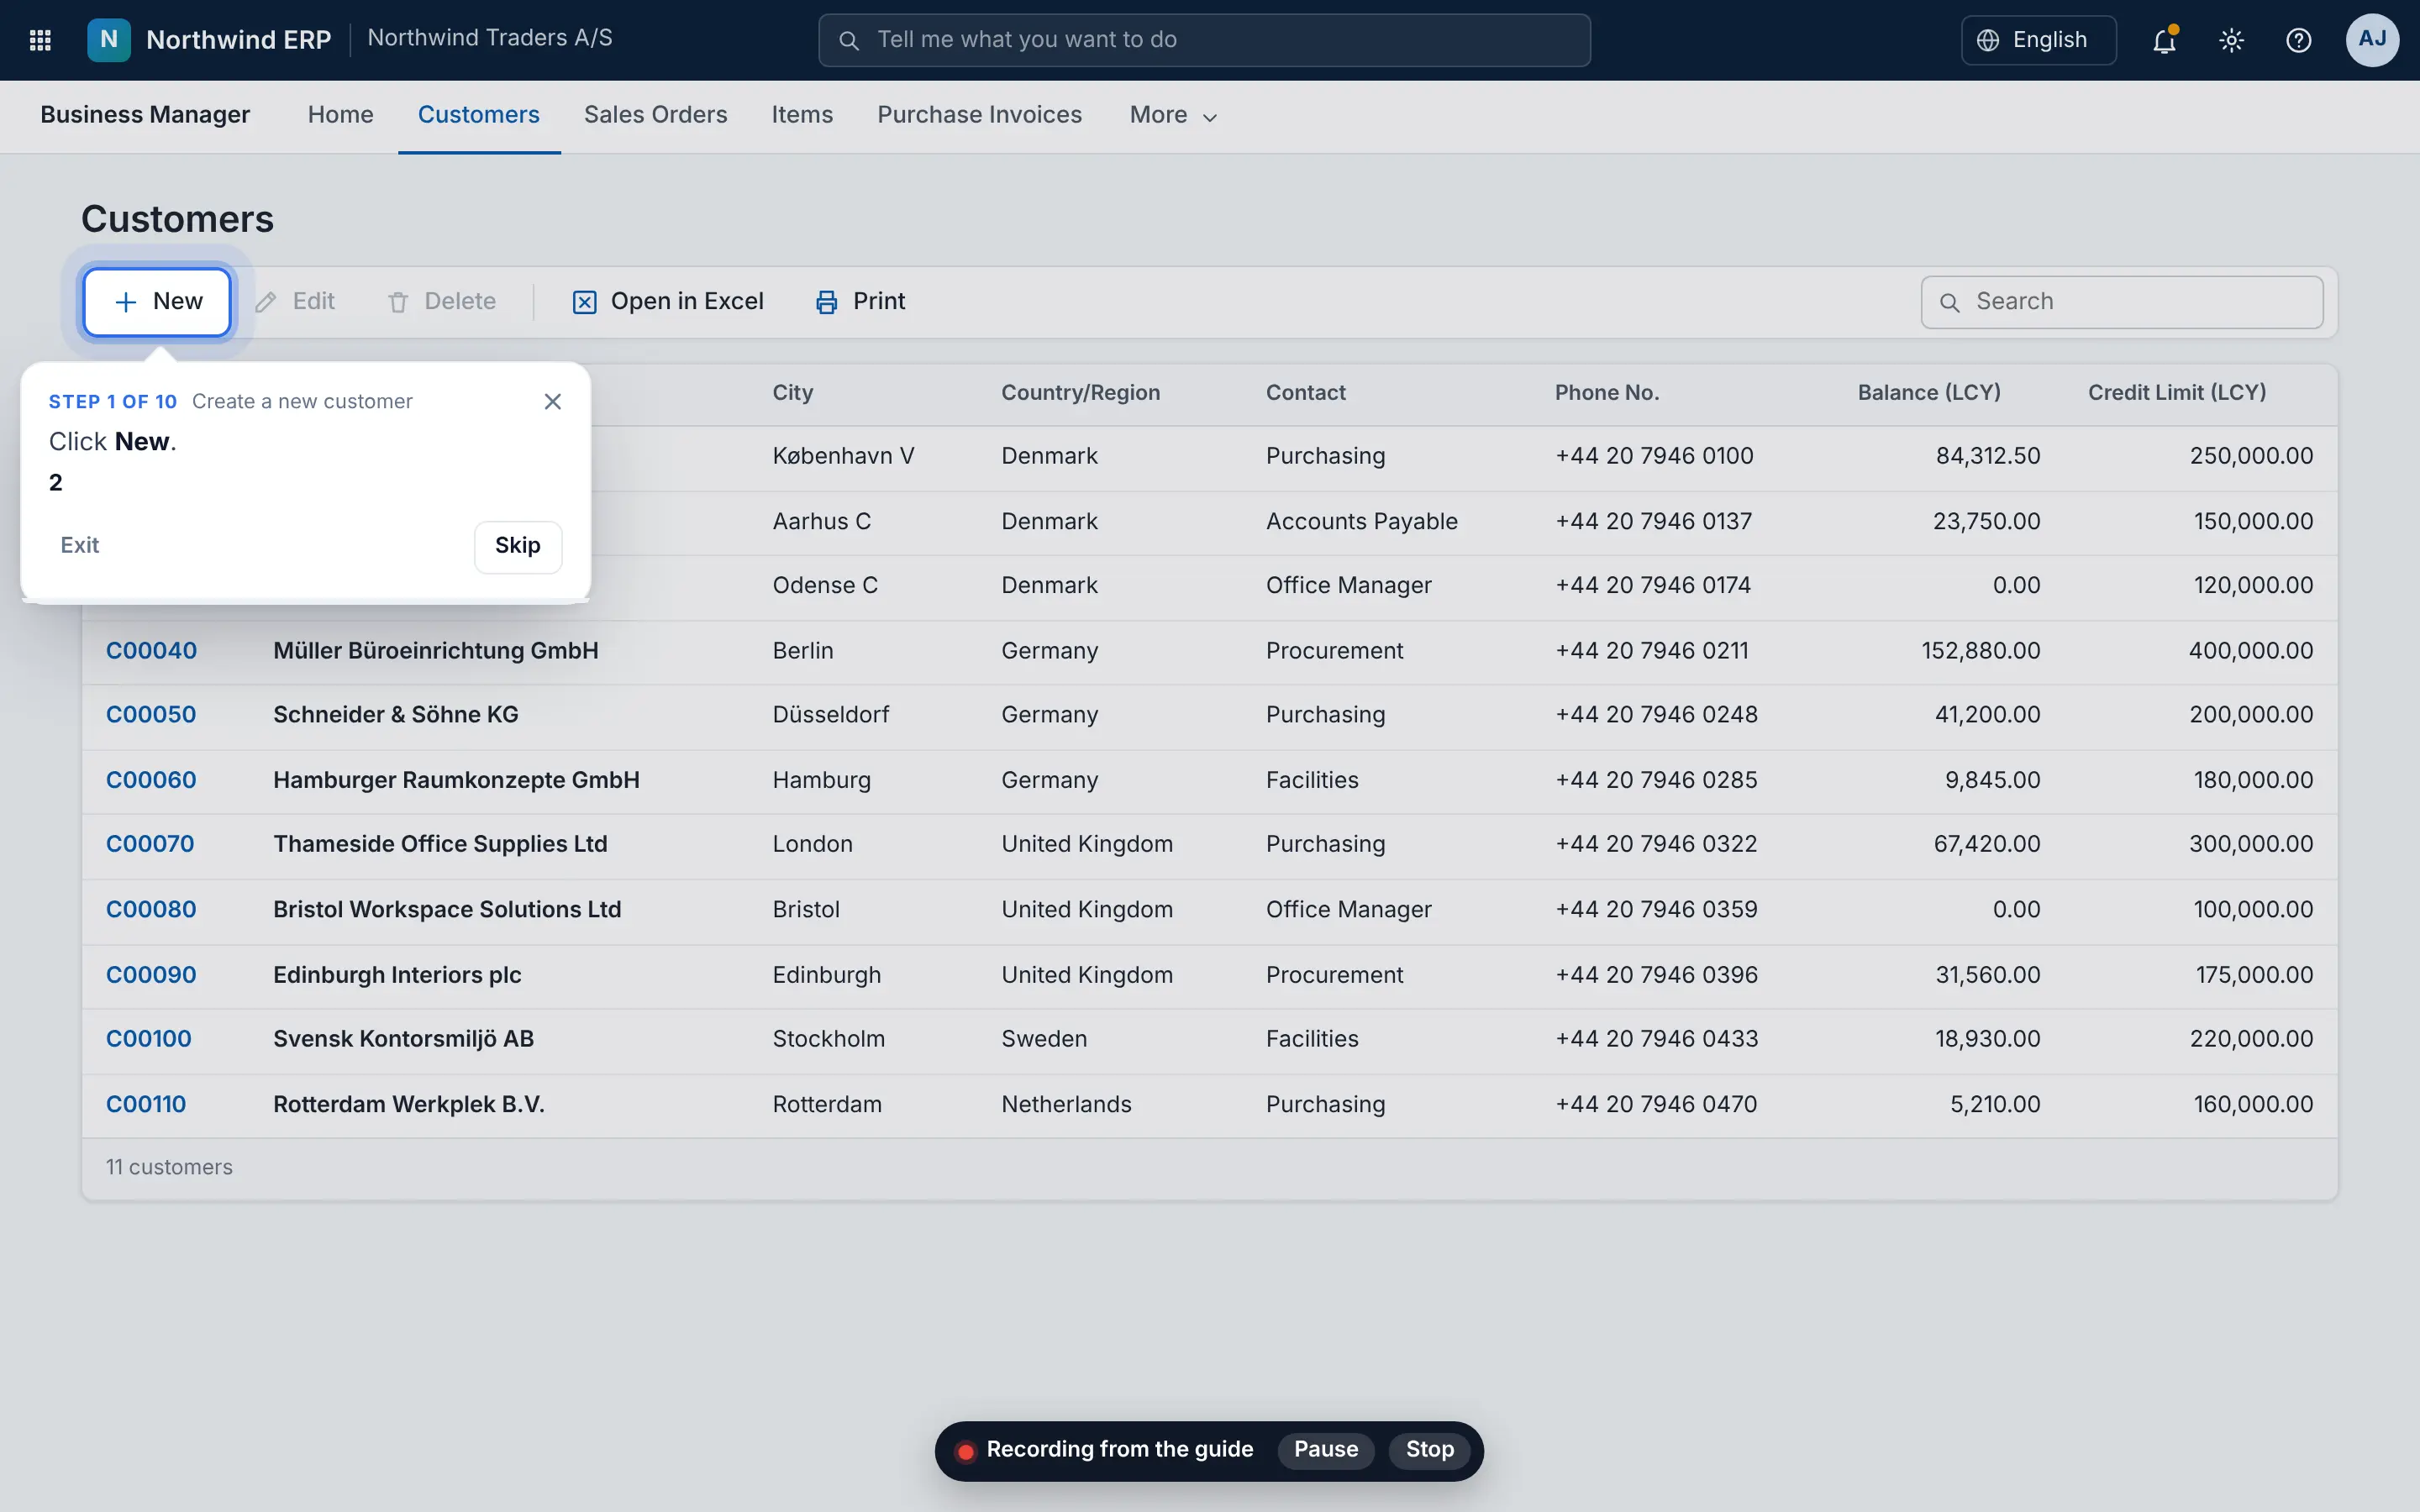 N Northwind ERP Northwind Traders A/S Tell me what you want to do English AJ
Business Manager Home Customers Sales Orders Items Purchase Invoices More
Customers
New Edit Delete Open in Excel Print Search
STEP 1 OF 10 Create a new customer
Click New.
2
Exit Skip
City Country/Region Contact Phone No. Balance (LCY) Credit Limit (LCY)
København V Denmark Purchasing +44 20 7946 0100 84,312.50 250,000.00
Aarhus C Denmark Accounts Payable +44 20 7946 0137 23,750.00 150,000.00
Odense C Denmark Office Manager +44 20 7946 0174 0.00 120,000.00
C00040 Müller Büroeinrichtung GmbH Berlin Germany Procurement +44 20 7946 0211 152,880.00 400,000.00
C00050 Schneider & Söhne KG Düsseldorf Germany Purchasing +44 20 7946 0248 41,200.00 200,000.00
C00060 Hamburger Raumkonzepte GmbH Hamburg Germany Facilities +44 20 7946 0285 9,845.00 180,000.00
C00070 Thameside Office Supplies Ltd London United Kingdom Purchasing +44 20 7946 0322 67,420.00 300,000.00
C00080 Bristol Workspace Solutions Ltd Bristol United Kingdom Office Manager +44 20 7946 0359 0.00 100,000.00
C00090 Edinburgh Interiors plc Edinburgh United Kingdom Procurement +44 20 7946 0396 31,560.00 175,000.00
C00100 Svensk Kontorsmiljö AB Stockholm Sweden Facilities +44 20 7946 0433 18,930.00 220,000.00
C00110 Rotterdam Werkplek B.V. Rotterdam Netherlands Purchasing +44 20 7946 0470 5,210.00 160,000.00
11 customers
Recording from the guide Pause Stop